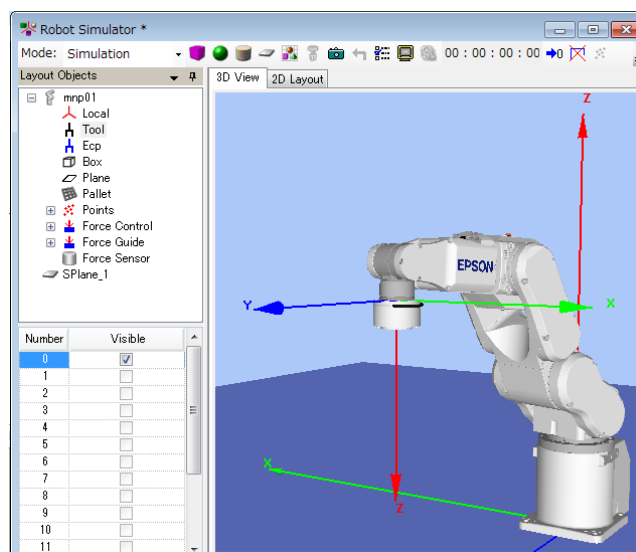 Robot Simulator *
Mode: Simulation 00 : 00 : 00 : 00
Layout Objects
3D View 2D Layout
mnp01
Local
Tool
Ecp
Box
Plane
Pallet
Points
Force Control
Force Guide
Force Sensor
SPlane_1
Number Visible
0
1
2
3
4
5
6
7
8
9
10
11
Z
EPSON
Y
X
X
Z